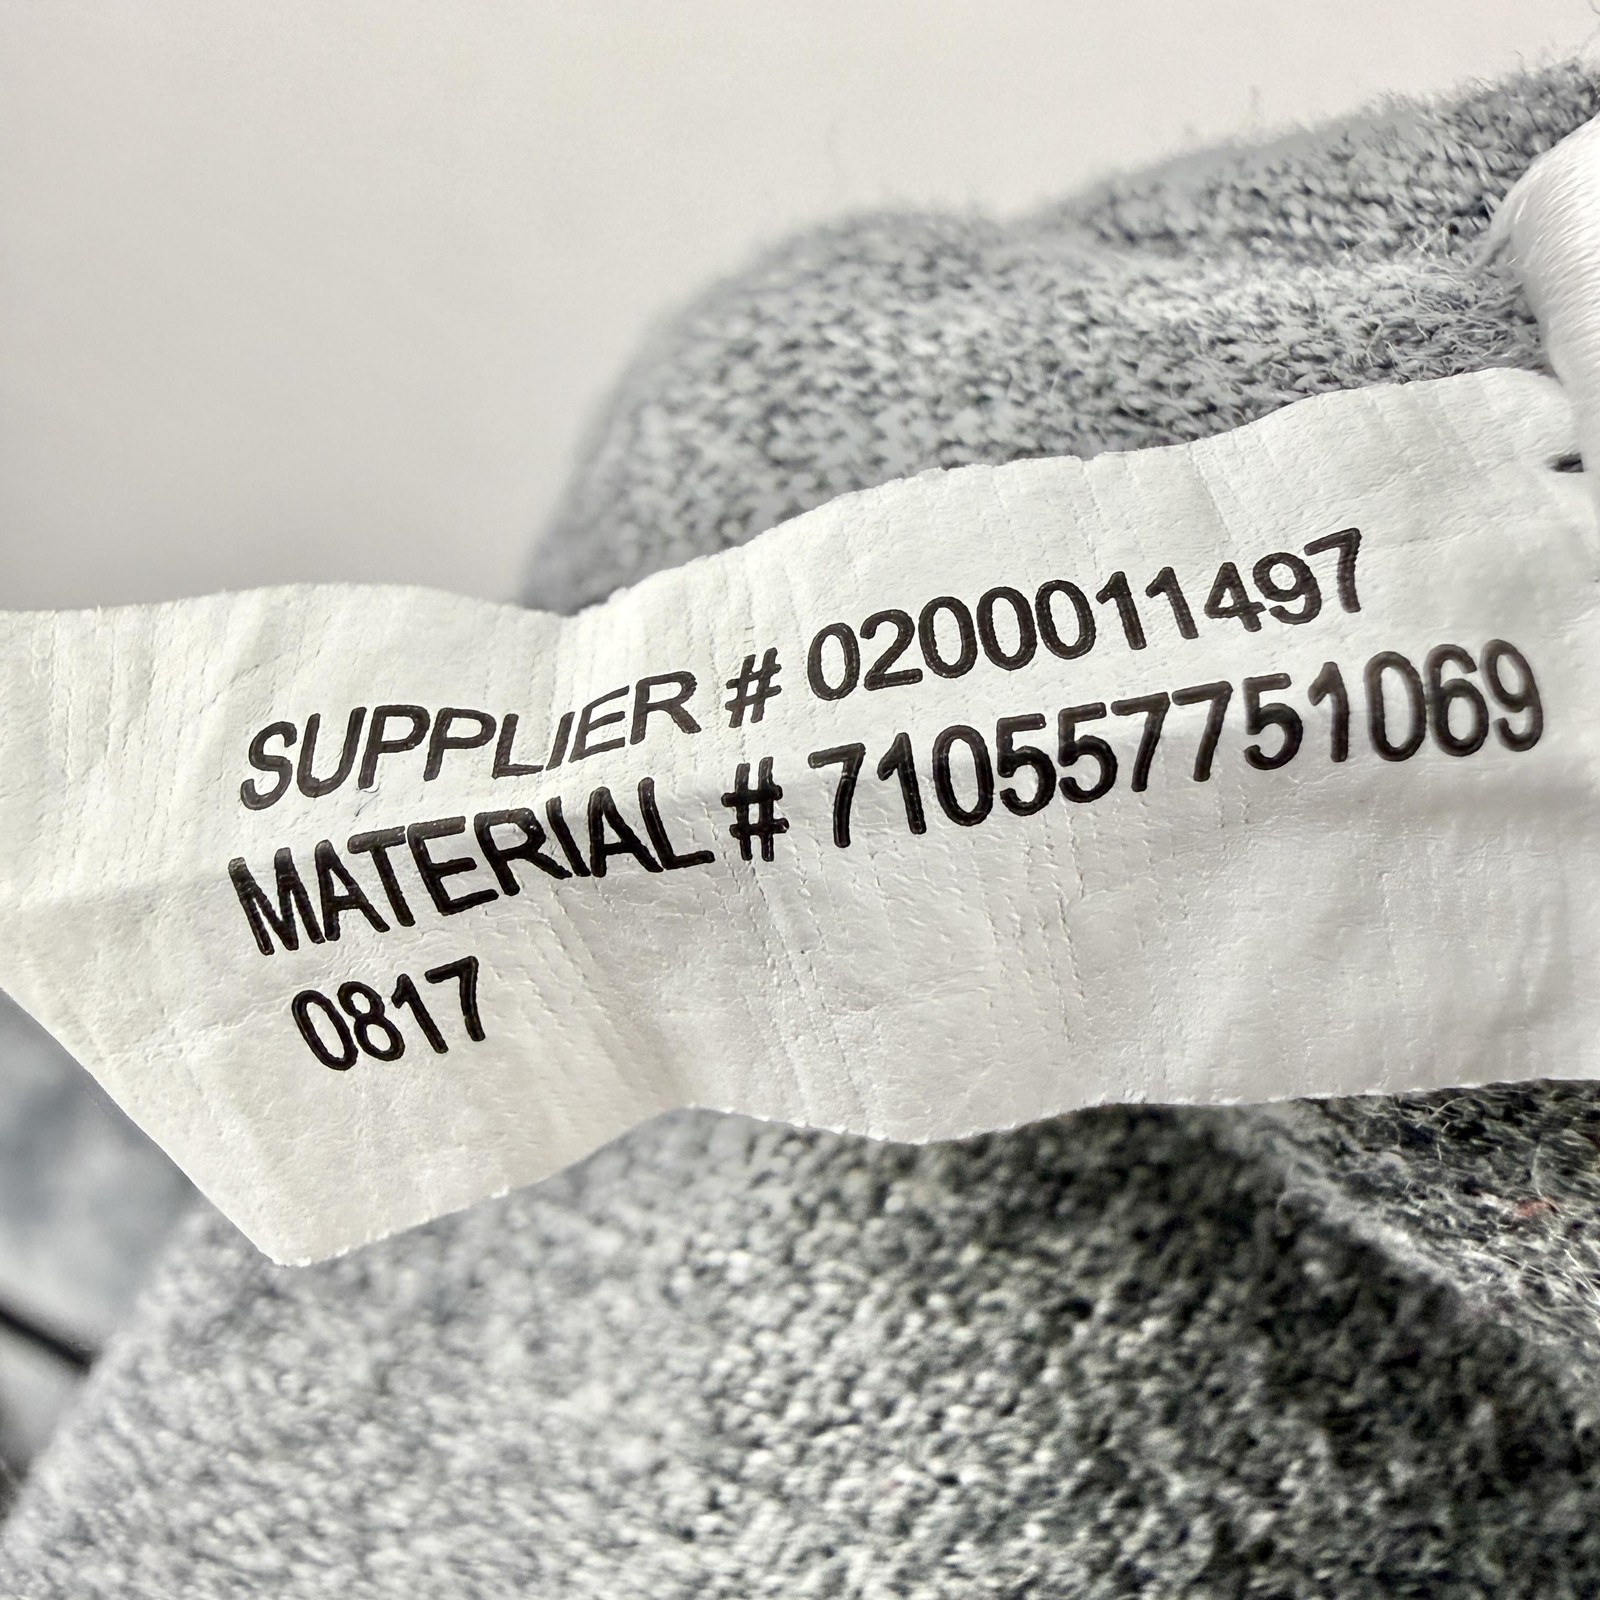 SUPPLIER # 0200011497
MATERIAL # 710557751069
0817